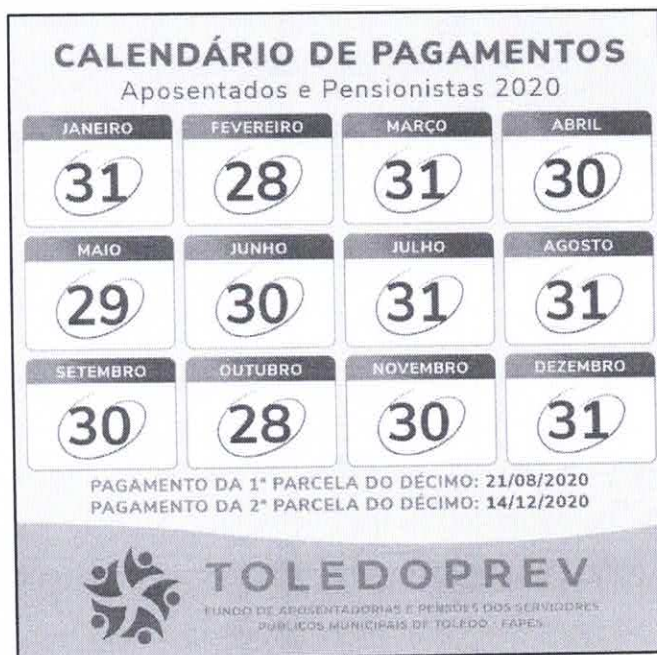 CALENDÁRIO DE PAGAMENTOS
Aposentados e Pensionistas 2020
JANEIRO FEVEREIRO MARÇO ABRIL
31 28 31 30
MAIO JUNHO JULHO AGOSTO
29 30 31 31
SETEMBRO OUTUBRO NOVEMBRO DEZEMBRO
30 28 30 31
PAGAMENTO DA 1ª PARCELA DO DÉCIMO: 21/08/2020
PAGAMENTO DA 2ª PARCELA DO DÉCIMO: 14/12/2020
TOLEDOPREV
FUNDO DE APOSENTADORIAS E PENSÕES DOS SERVIDORES
PÚBLICOS MUNICIPAIS DE TOLEDO - FAPES